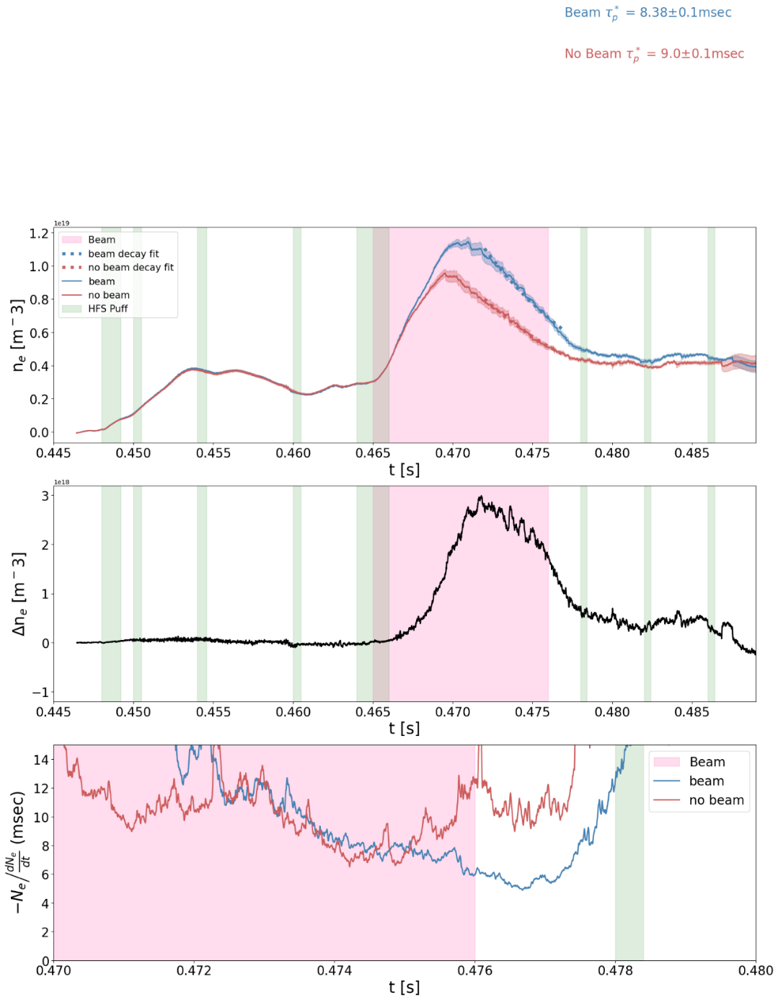 Beam τ*p = 8.38±0.1msec
No Beam τ*p = 9.0±0.1msec
1e19
1.2
1.0
0.8
0.6
0.4
0.2
0.0
ne [m⁻3]
Beam
beam decay fit
no beam decay fit
beam
no beam
HFS Puff
0.445 0.450 0.455 0.460 0.465 0.470 0.475 0.480 0.485
t [s]
1e18
3
2
1
0
−1
Δne [m⁻3]
0.445 0.450 0.455 0.460 0.465 0.470 0.475 0.480 0.485
t [s]
14
12
10
8
6
4
2
0
−Ne/dNe/dt (msec)
Beam
beam
no beam
0.470 0.472 0.474 0.476 0.478 0.480
t [s]